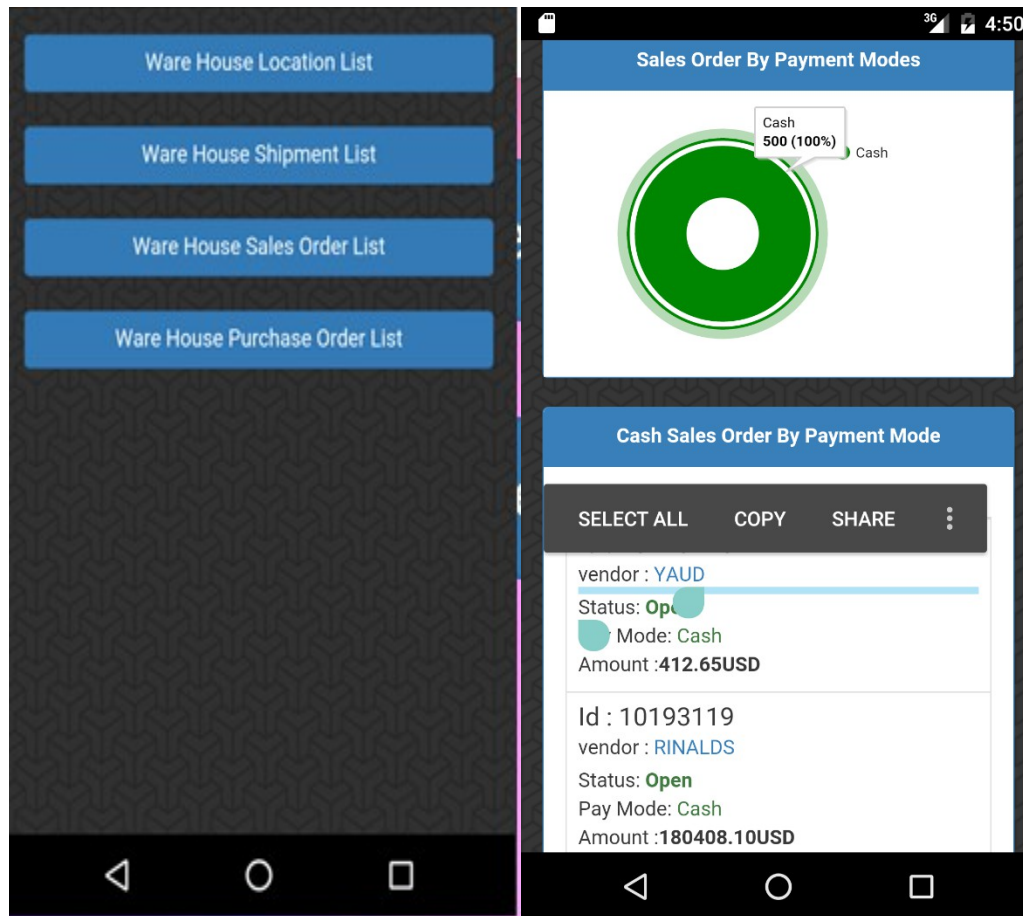 Ware House Location List
Ware House Shipment List
Ware House Sales Order List
Ware House Purchase Order List
3G
4:50
Sales Order By Payment Modes
Cash
500 (100%)
Cash
Cash Sales Order By Payment Mode
SELECT ALL COPY SHARE
vendor : YAUD
Status:
Mode: Cash
Amount :412.65USD
Id : 10193119
vendor : RINALDS
Status: Open
Pay Mode: Cash
Amount :180408.10USD